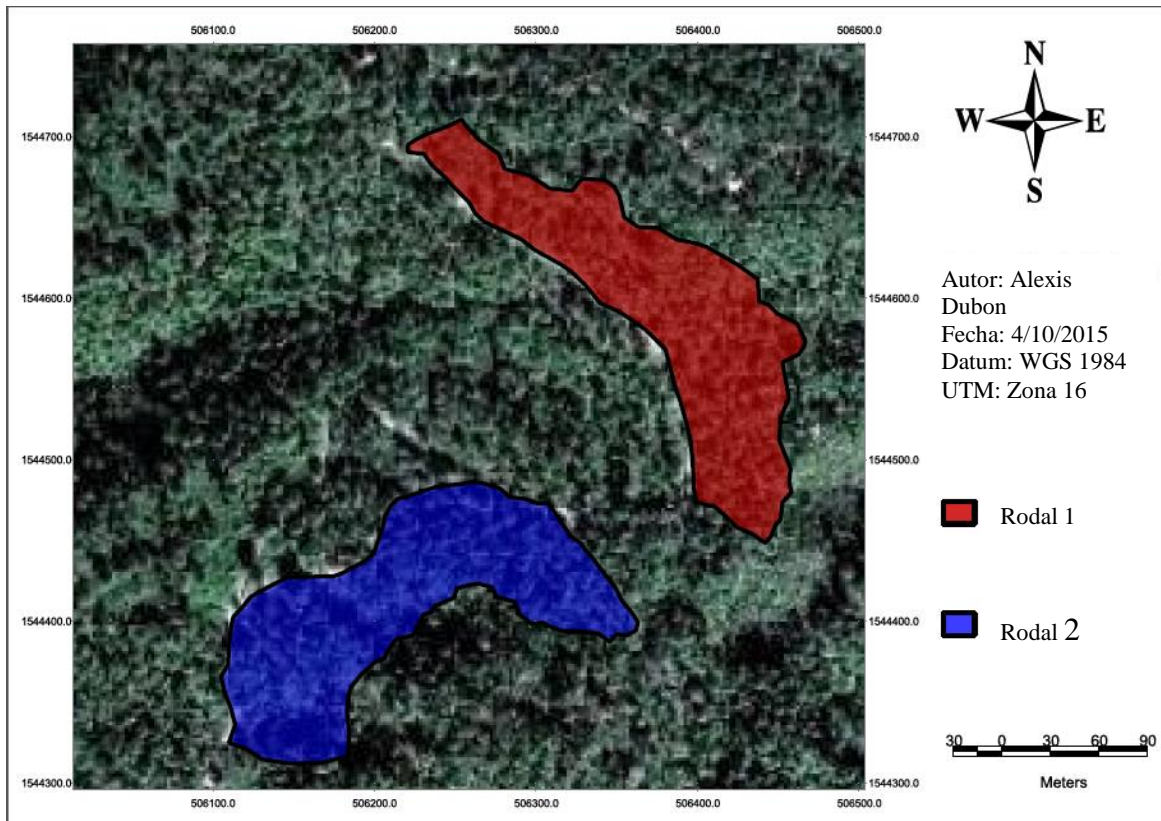 506100.0 506200.0 506300.0 506400.0 506500.0
N
W E
S
1544700.0 1544700.0
1544600.0 1544600.0
1544500.0 1544500.0
1544400.0 1544400.0
1544300.0 1544300.0
506100.0 506200.0 506300.0 506400.0 506500.0
Autor: Alexis
Dubon
Fecha: 4/10/2015
Datum: WGS 1984
UTM: Zona 16
Rodal 1
Rodal 2
30 0 30 60 90
Meters